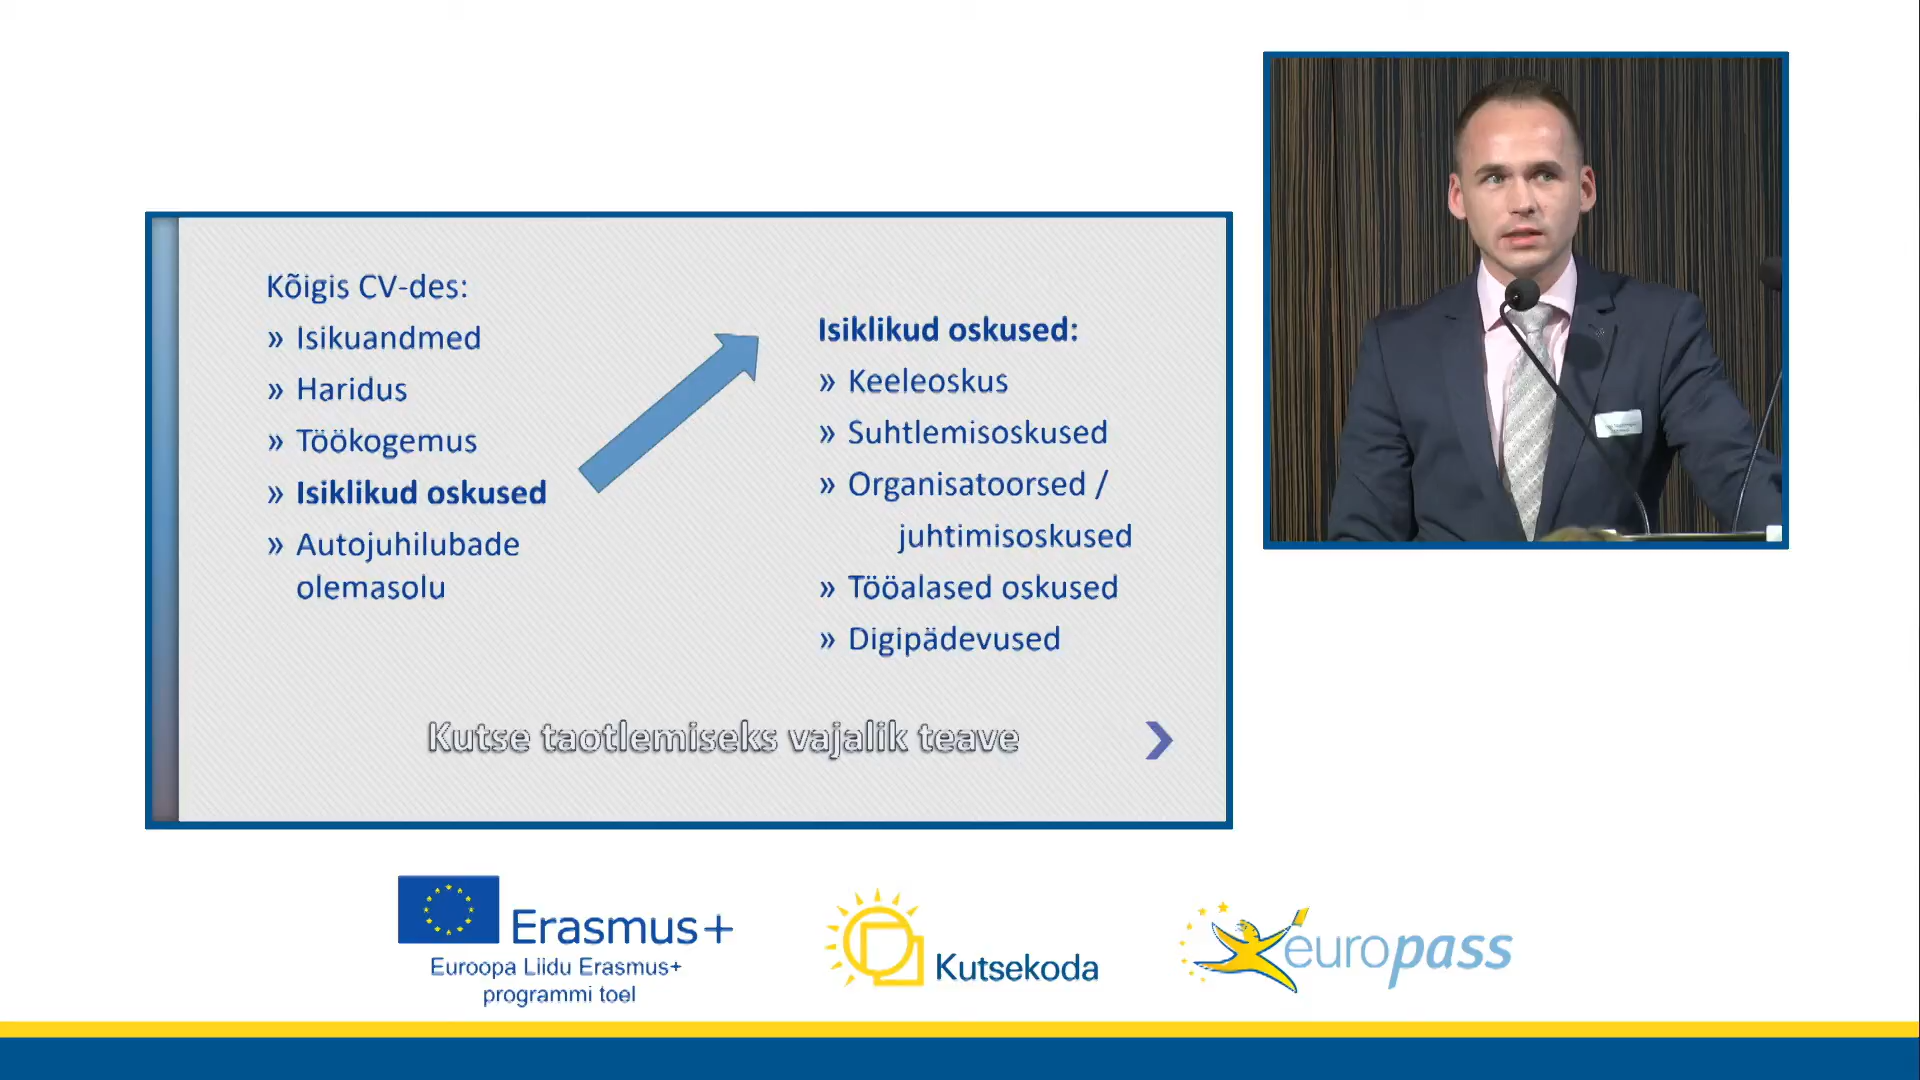 Kõigis CV-des:
» Isikuandmed
» Haridus
» Töökogemus
» Isiklikud oskused
» Autojuhilubade
olemasolu
Isiklikud oskused:
» Keeleoskus
» Suhtlemisoskused
» Organisatoorsed /
juhtimisoskused
» Tööalased oskused
» Digipädevused
Kutse taotlemiseks vajalik teave
Erasmus+
Euroopa Liidu Erasmus+
programmi toel
Kutsekoda
europass